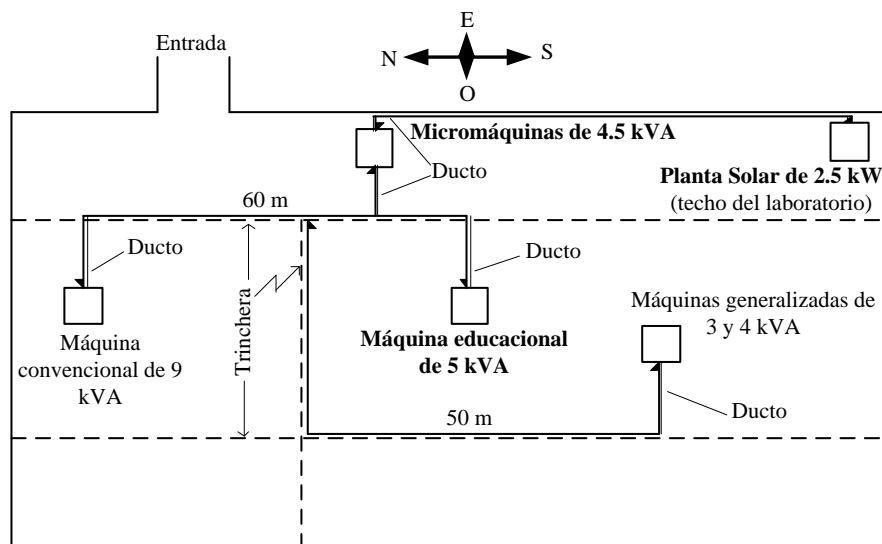 E
Entrada
N
S
O
Micromáquinas de 4.5 kVA
Ducto
Planta Solar de 2.5 kW
(techo del laboratorio)
60 m
Ducto
Ducto
Trinchera
Máquinas generalizadas de
3 y 4 kVA
Máquina
convencional de 9
kVA
Máquina educacional
de 5 kVA
Ducto
50 m